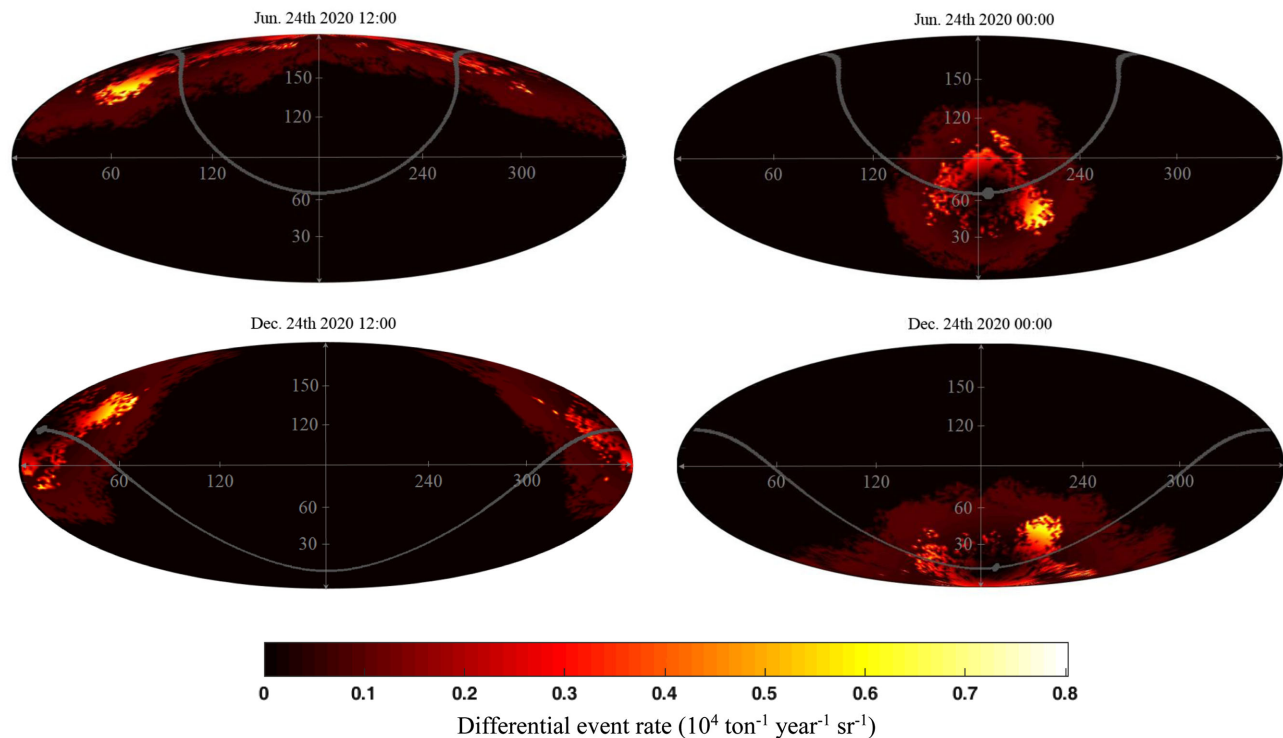 Jun. 24th 2020 12:00
150
120
60 120 240 300
60
30
Jun. 24th 2020 00:00
150
120
60 120 240 300
60
30
Dec. 24th 2020 12:00
150
120
60 240 300
60
30
Dec. 24th 2020 00:00
150
120
60 120 240 300
60
30
0 0.1 0.2 0.3 0.4 0.5 0.6 0.7 0.8
Differential event rate (10⁴ ton⁻¹ year⁻¹ sr⁻¹)